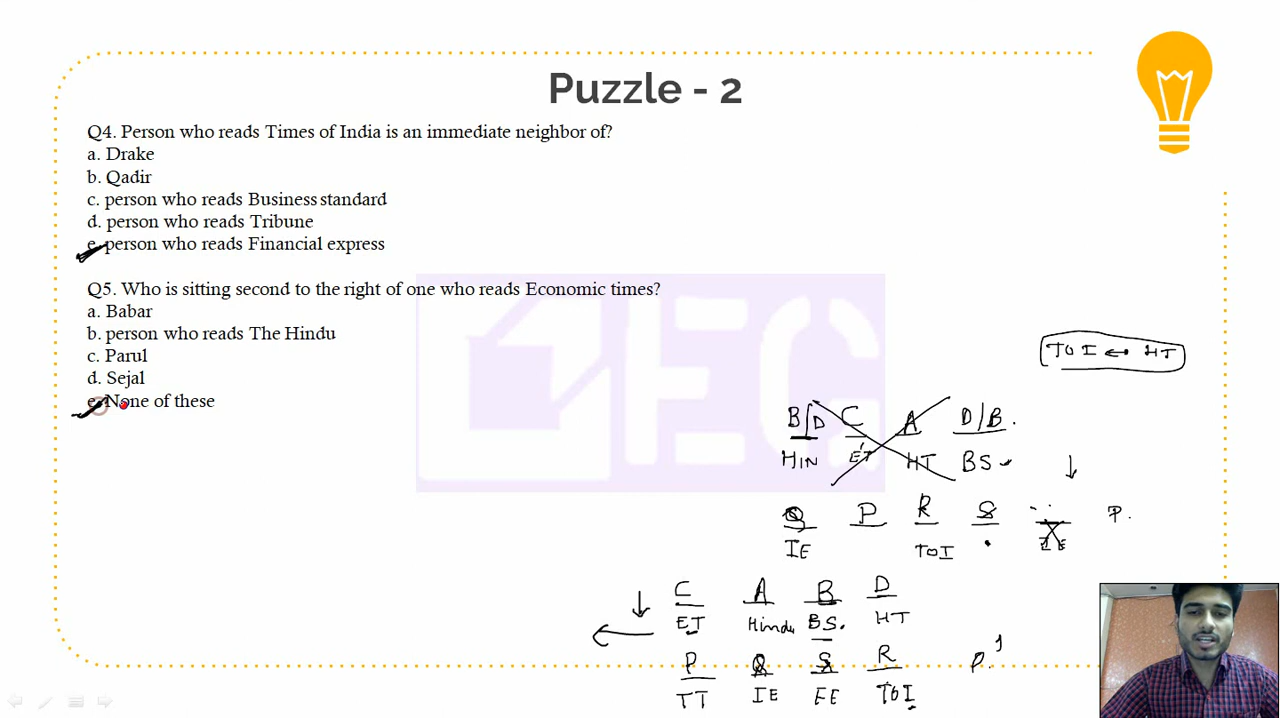 Puzzle - 2
Q4. Person who reads Times of India is an immediate neighbor of?
a. Drake
b. Qadir
c. person who reads Business standard
d. person who reads Tribune
e. person who reads Financial express
Q5. Who is sitting second to the right of one who reads Economic times?
a. Babar
b. person who reads The Hindu
c. Parul
d. Sejal
e. None of these
TOI ↔ HT
B/D C A D/B.
HIN ET HT BS
Q P R S P.
IE TOI IE
C A B D
ET Hindu BS. HT
P Q S R P.
TT IE FE TOI
EC